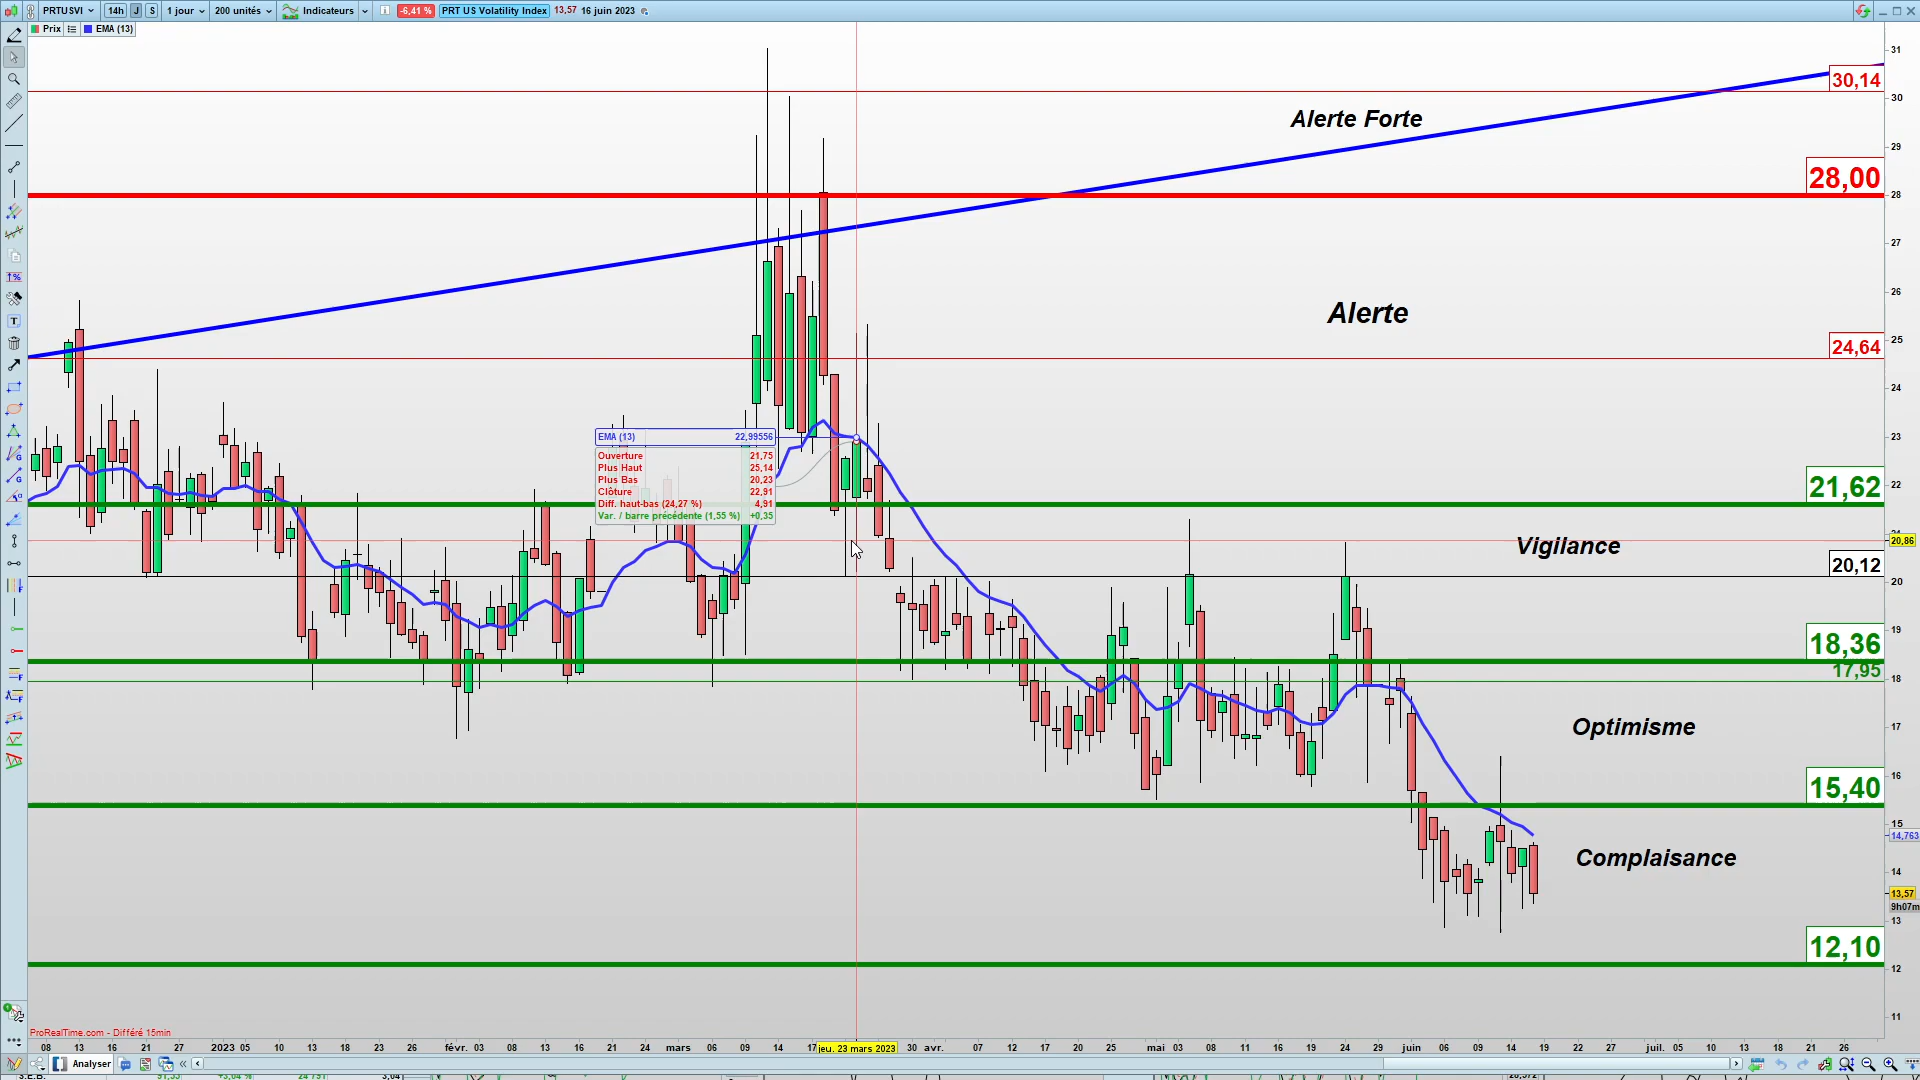 PRTUSVI 14h J S 1 jour 200 unités Indicateurs -6,41 % PRT US Volatility Index 13,57 16 juin 2023
Prix EMA (13)
31
30,14
30
Alerte Forte
29
28,00
28
27
26
Alerte
25
24,64
24
23
EMA (13) 22,99556
Ouverture 21,75
Plus Haut 25,14
Plus Bas 20,23
Clôture 22,91
Diff. haut-bas (24,27 %) 4,91
Var. / barre précédente (1,55 %) +0,35
22
21,62
20,86
Vigilance
20,12
20
19
18,36
17,95
18
Optimisme
17
16
15,40
15
14,763
Complaisance
14
13,57
9h07m
13
12,10
12
11
ProRealTime.com - Différé 15min
08 13 16 21 27 2023 05 10 13 18 23 26 févr. 03 08 13 16 21 24 mars 06 09 14 17 jeu. 23 mars 2023 30 avr. 07 12 17 20 25 mai 03 08 11 16 19 24 29 juin 06 09 14 19 22 27 juil. 05 10 13 18 21 26
Analyser